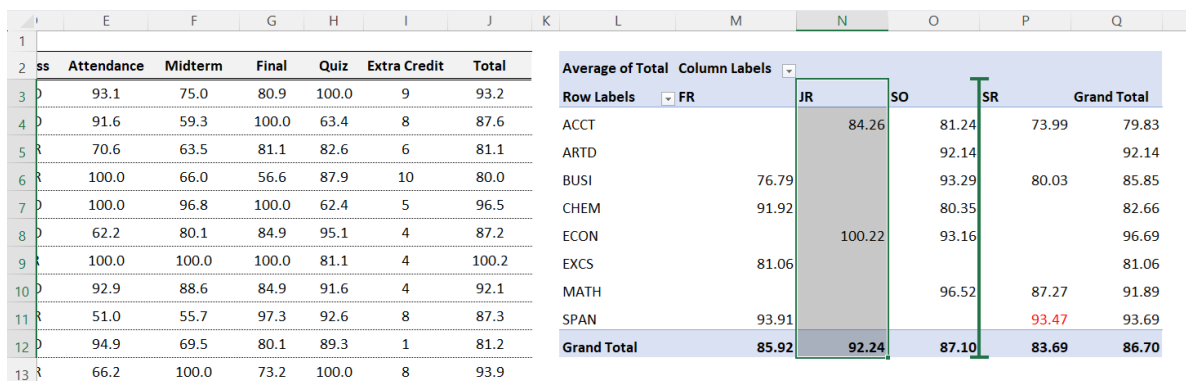 E F G H I J K L M N O P Q
1
2 ss Attendance Midterm Final Quiz Extra Credit Total Average of Total Column Labels
3 93.1 75.0 80.9 100.0 9 93.2 Row Labels FR JR SO SR Grand Total
4 91.6 59.3 100.0 63.4 8 87.6 ACCT 84.26 81.24 73.99 79.83
5 70.6 63.5 81.1 82.6 6 81.1 ARTD 92.14 92.14
6 100.0 66.0 56.6 87.9 10 80.0 BUSI 76.79 93.29 80.03 85.85
7 100.0 96.8 100.0 62.4 5 96.5 CHEM 91.92 80.35 82.66
8 62.2 80.1 84.9 95.1 4 87.2 ECON 100.22 93.16 96.69
9 100.0 100.0 100.0 81.1 4 100.2 EXCS 81.06 81.06
10 92.9 88.6 84.9 91.6 4 92.1 MATH 96.52 87.27 91.89
11 51.0 55.7 97.3 92.6 8 87.3 SPAN 93.91 93.47 93.69
12 94.9 69.5 80.1 89.3 1 81.2 Grand Total 85.92 92.24 87.10 83.69 86.70
13 66.2 100.0 73.2 100.0 8 93.9